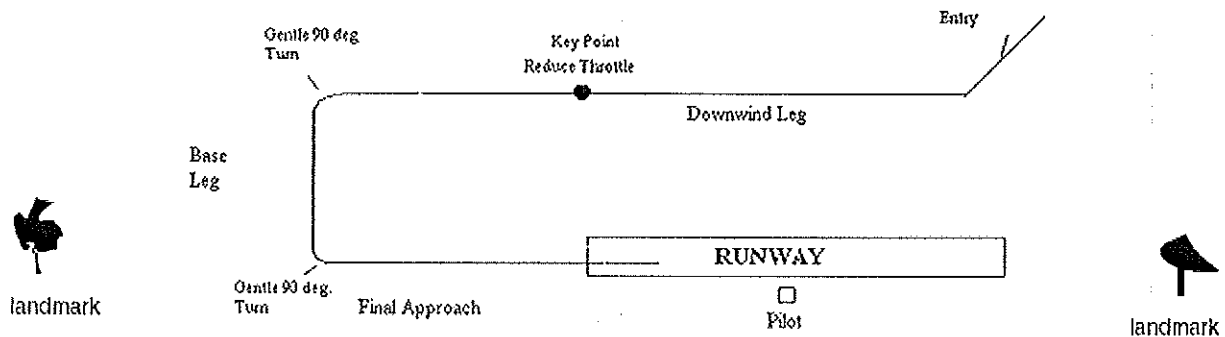 Entry
Gentle 90 deg.
Turn
Key Point
Reduce Throttle
Downwind Leg
Base
Leg
RUNWAY
landmark
Gentle 90 deg.
Turn
Final Approach
Pilot
landmark